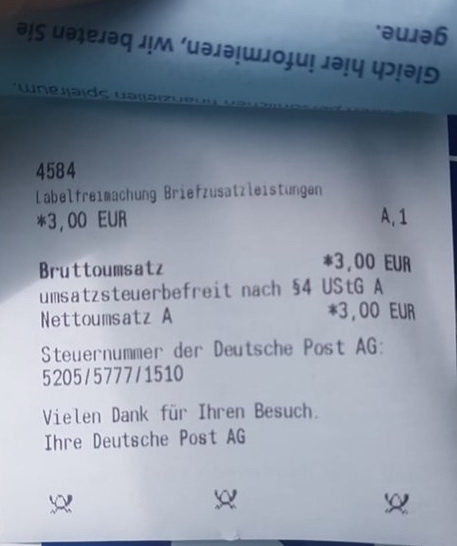 Gleich hier informieren, wir beraten Sie
gerne.
finanziellen Spielraum.
4584
Labelfreimachung Briefzusatzleistungen
*3,00 EUR A,1
Bruttoumsatz *3,00 EUR
umsatzsteuerbefreit nach §4 UStG A
Nettoumsatz A *3,00 EUR
Steuernummer der Deutsche Post AG:
5205/5777/1510
Vielen Dank für Ihren Besuch.
Ihre Deutsche Post AG